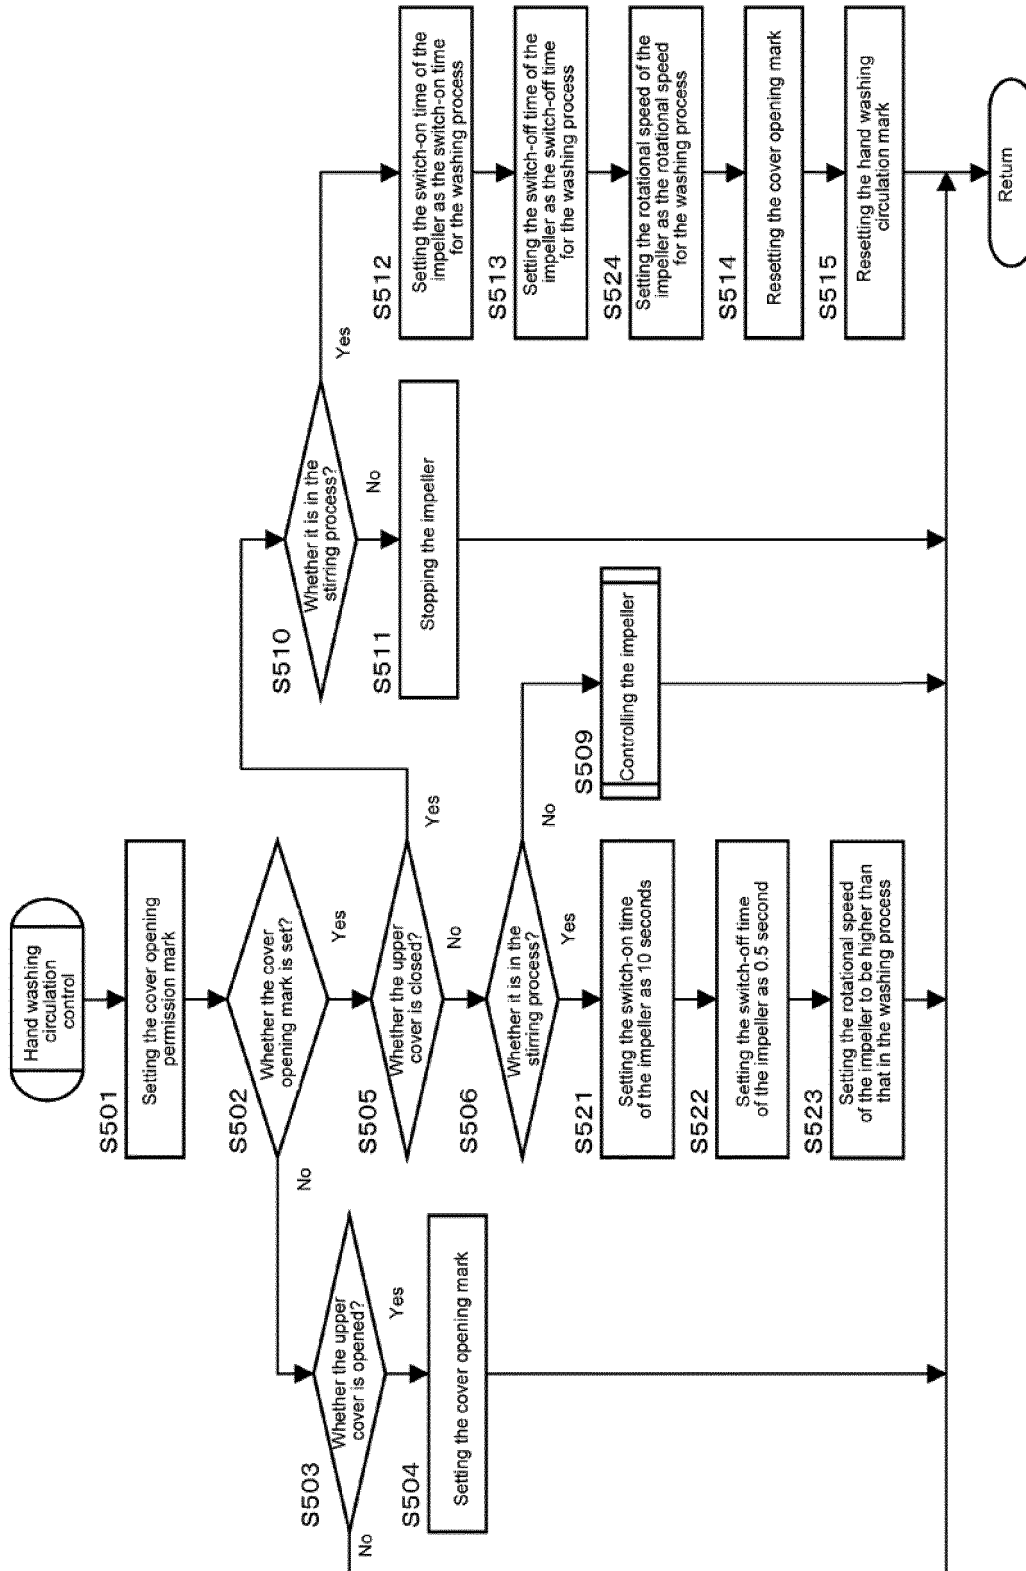 Hand washing
circulation
control
S501
Setting the cover opening
permission mark
S502
Whether the cover
opening mark is set?
No
Yes
S503
Whether the upper
cover is opened?
No
Yes
S504
Setting the cover opening mark
S505
Whether the upper
cover is closed?
Yes
No
S506
Whether it is in the
stirring process?
No
Yes
S521
Setting the switch-on time
of the impeller as 10 seconds
S522
Setting the switch-off time
of the impeller as 0.5 second
S523
Setting the rotational speed
of the impeller to be higher than
that in the washing process
S509
Controlling the impeller
S510
Whether it is in the
stirring process?
Yes
No
S511
Stopping the impeller
S512
Setting the switch-on time of the
impeller as the switch-on time
for the washing process
S513
Setting the switch-off time of the
impeller as the switch-off time
for the washing process
S524
Setting the rotational speed of the
impeller as the rotational speed
for the washing process
S514
Resetting the cover opening mark
S515
Resetting the hand washing
circulation mark
Return